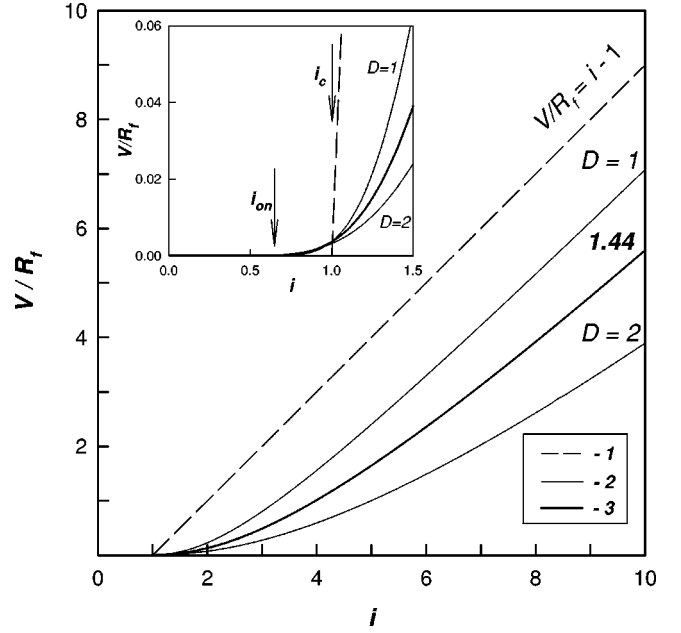 10
8
6
4
2
V / R_f
0
2
4
6
8
10
i
V/R_f = i - 1
D = 1
1.44
D = 2
- 1
- 2
- 3
0.06
0.04
0.02
0.00
V/R_f
0.0
0.5
1.0
1.5
i
i_c
i_on
D=1
D=2